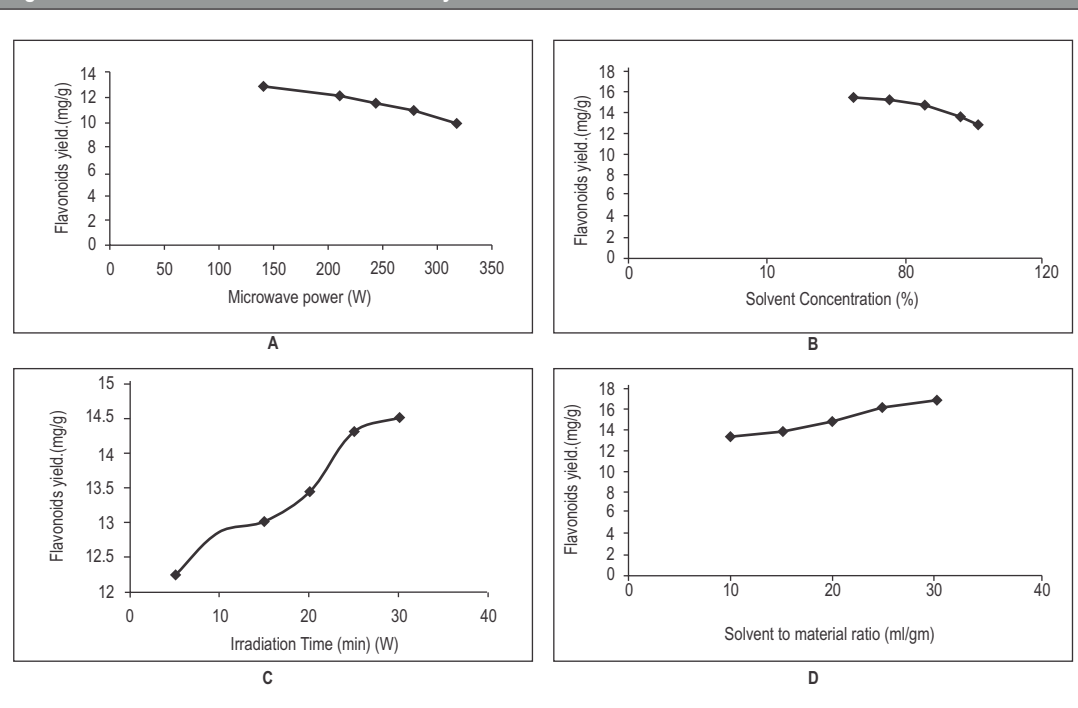 Flavonoids yield.(mg/g)
14
12
10
8
6
4
2
0
0 50 100 150 200 250 300 350
Microwave power (W)
A
Flavonoids yield.(mg/g)
18
16
14
12
10
8
6
4
2
0
0 10 80 120
Solvent Concentration (%)
B
Flavonoids yield.(mg/g)
15
14.5
14
13.5
13
12.5
12
0 10 20 30 40
Irradiation Time (min) (W)
C
Flavonoids yield.(mg/g)
18
16
14
12
10
8
6
4
2
0
0 10 20 30 40
Solvent to material ratio (ml/gm)
D